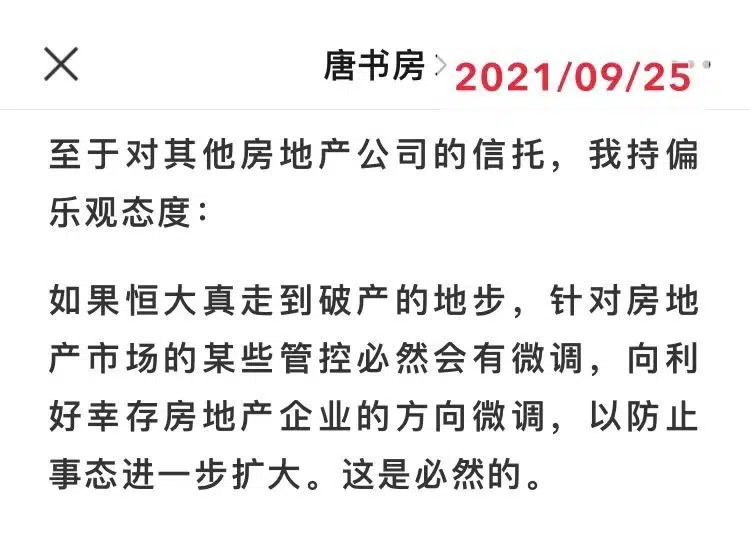 唐书房
2021/09/25
至于对其他房地产公司的信托，我持偏
乐观态度：
如果恒大真走到破产的地步，针对房地
产市场的某些管控必然会有微调，向利
好幸存房地产企业的方向微调，以防止
事态进一步扩大。这是必然的。